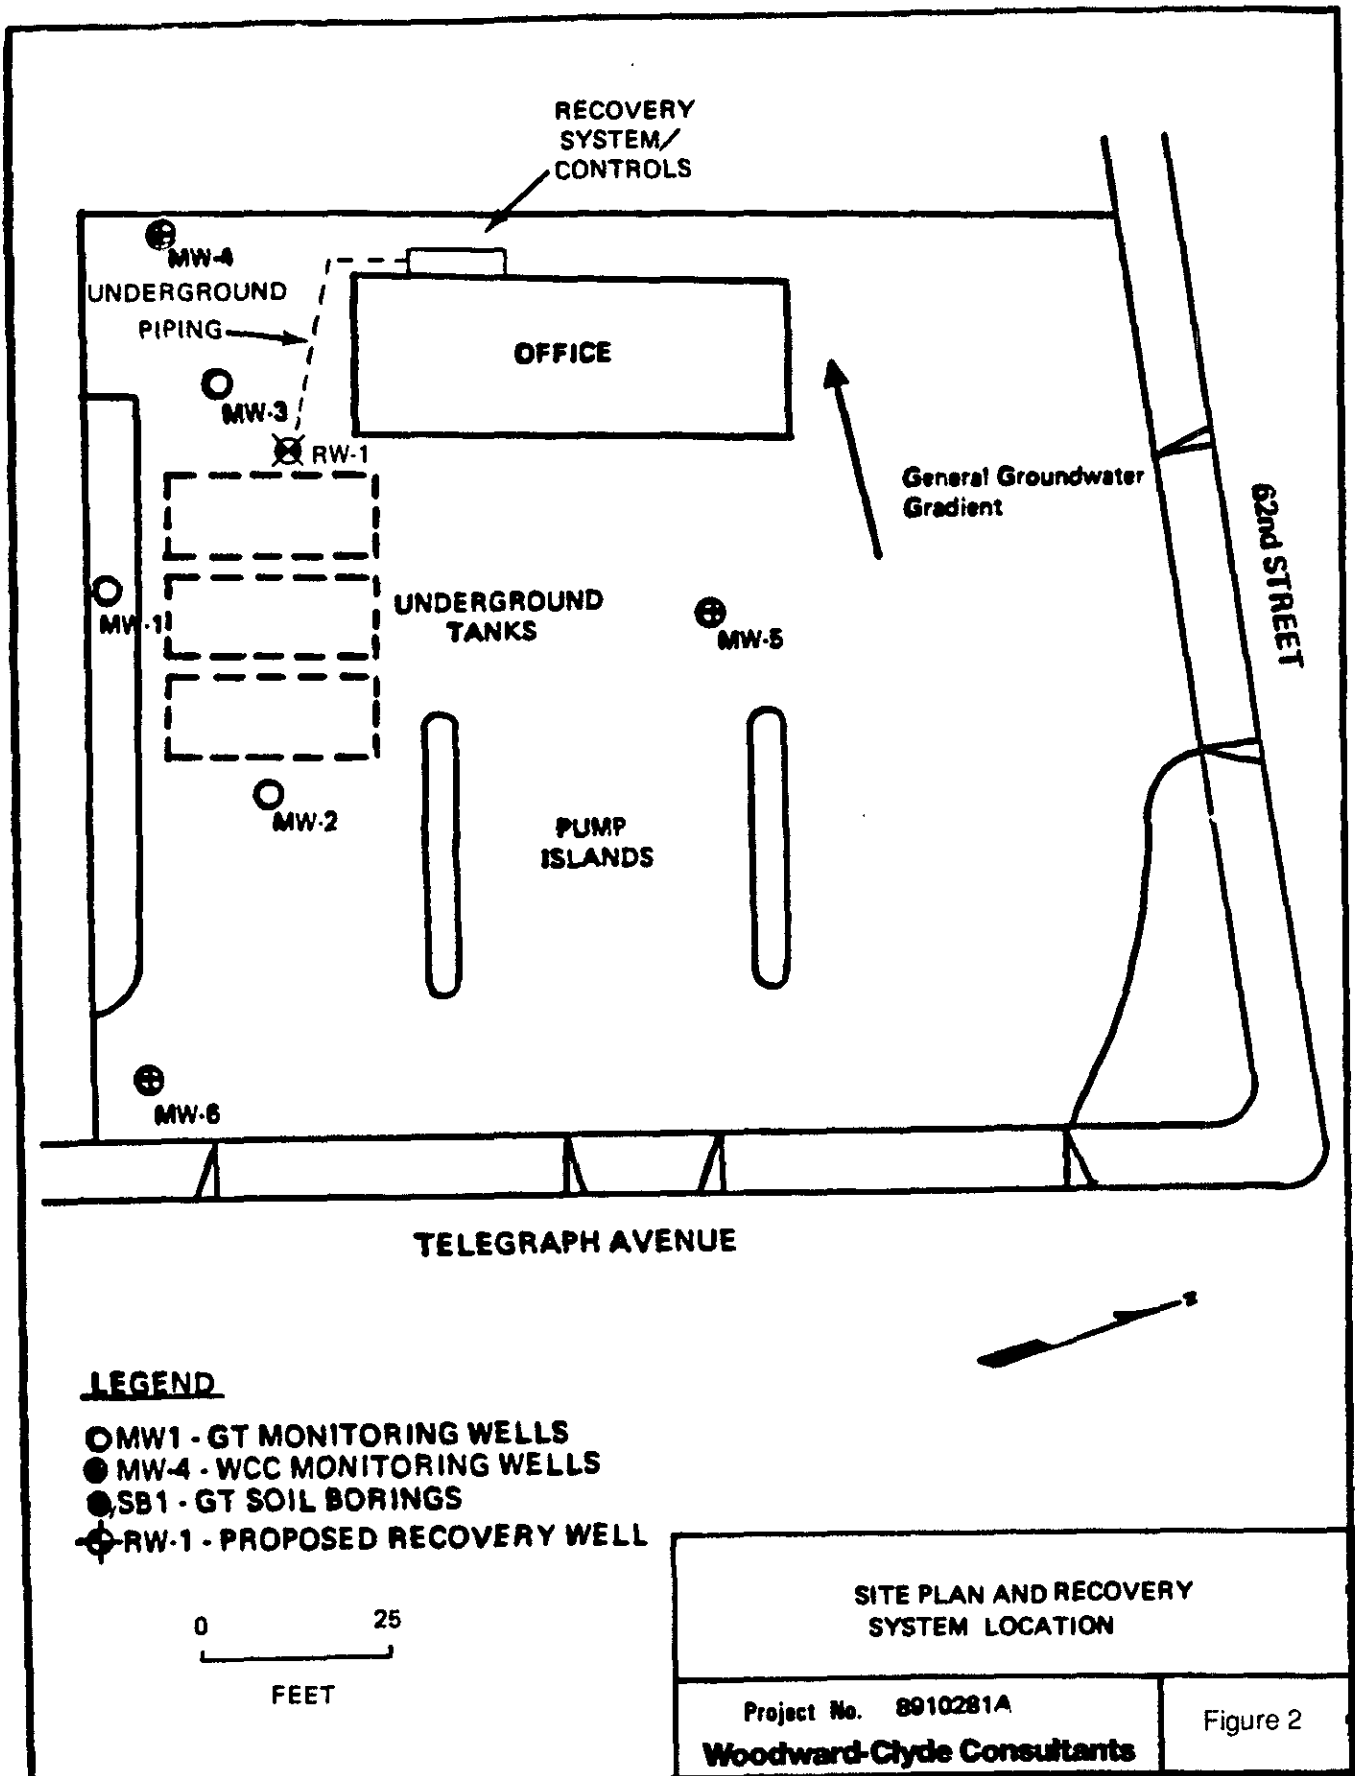 RECOVERY
SYSTEM/
CONTROLS
MW-4
UNDERGROUND
PIPING
OFFICE
MW-3
RW-1
General Groundwater
Gradient
62nd STREET
MW-1
UNDERGROUND
TANKS
MW-5
MW-2
PUMP
ISLANDS
MW-6
TELEGRAPH AVENUE
LEGEND
MW1 - GT MONITORING WELLS
MW-4 - WCC MONITORING WELLS
SB1 - GT SOIL BORINGS
RW-1 - PROPOSED RECOVERY WELL
0 25
FEET
SITE PLAN AND RECOVERY
SYSTEM LOCATION
Project No. 8910281A
Woodward-Clyde Consultants
Figure 2